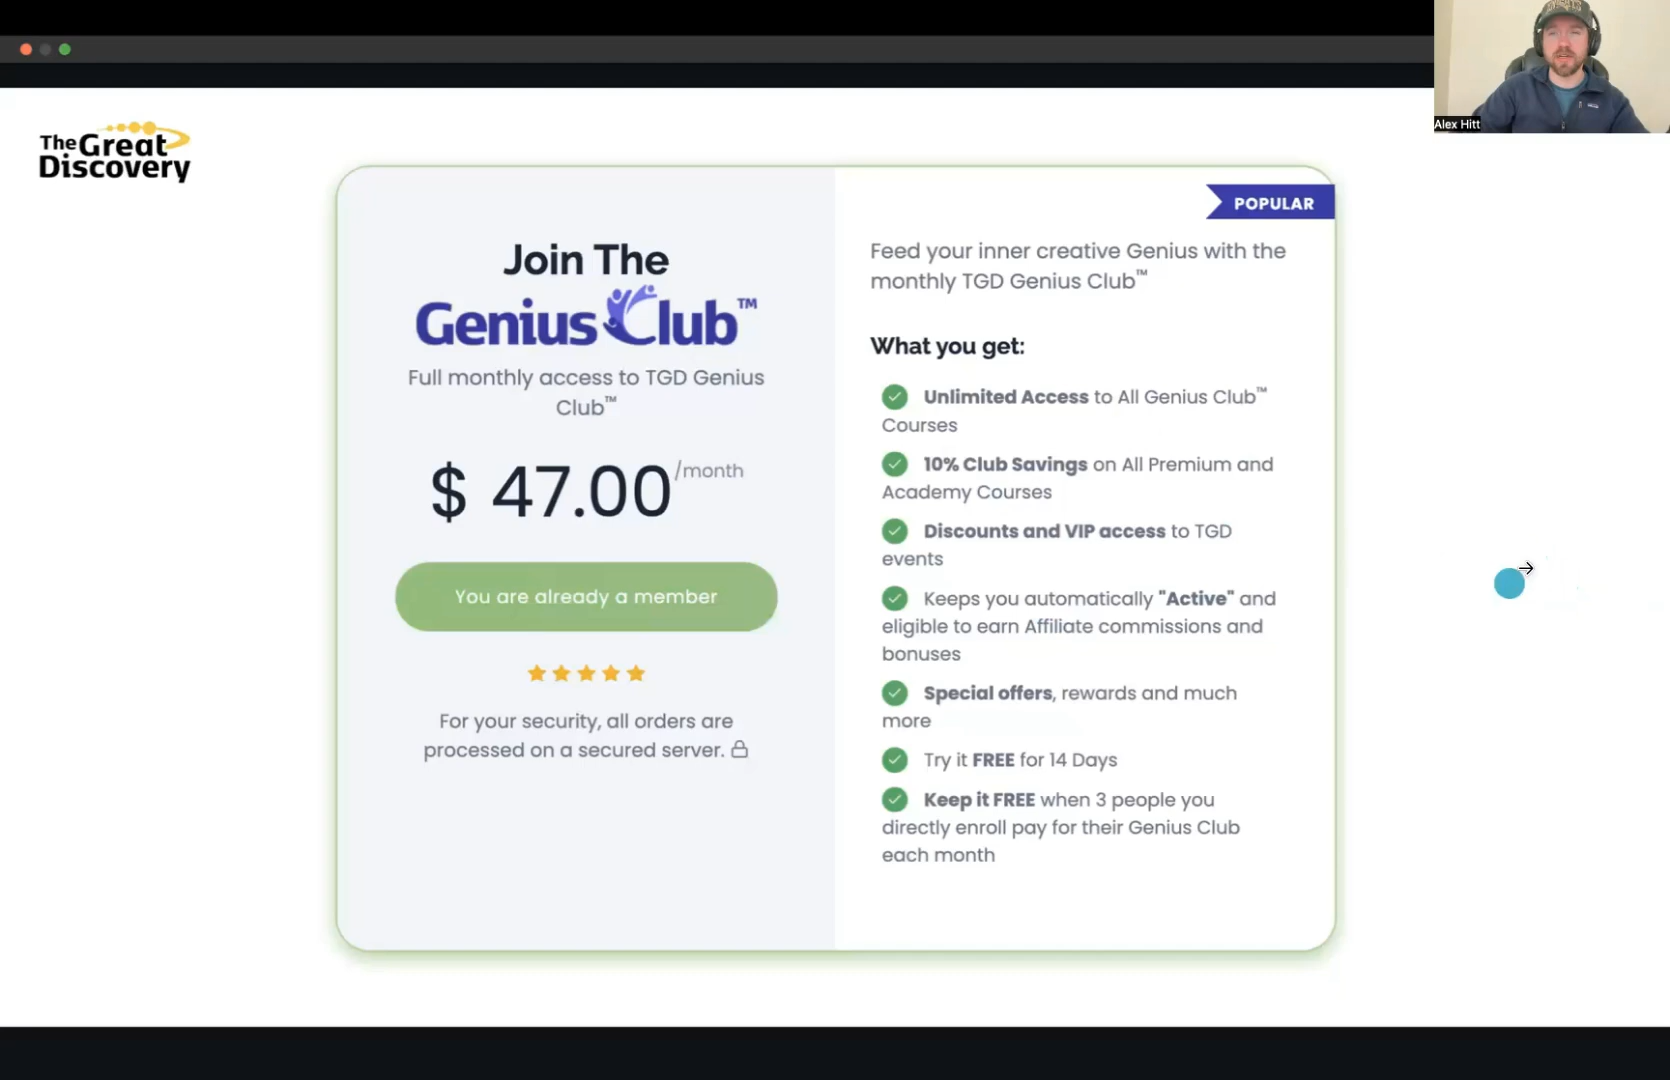 Alex Hitt
The Great
Discovery
Join The
Genius Club™
Full monthly access to TGD Genius
Club™
$ 47.00 /month
You are already a member
For your security, all orders are
processed on a secured server.
POPULAR
Feed your inner creative Genius with the
monthly TGD Genius Club™
What you get:
Unlimited Access to All Genius Club™
Courses
10% Club Savings on All Premium and
Academy Courses
Discounts and VIP access to TGD
events
Keeps you automatically "Active" and
eligible to earn Affiliate commissions and
bonuses
Special offers, rewards and much
more
Try it FREE for 14 Days
Keep it FREE when 3 people you
directly enroll pay for their Genius Club
each month